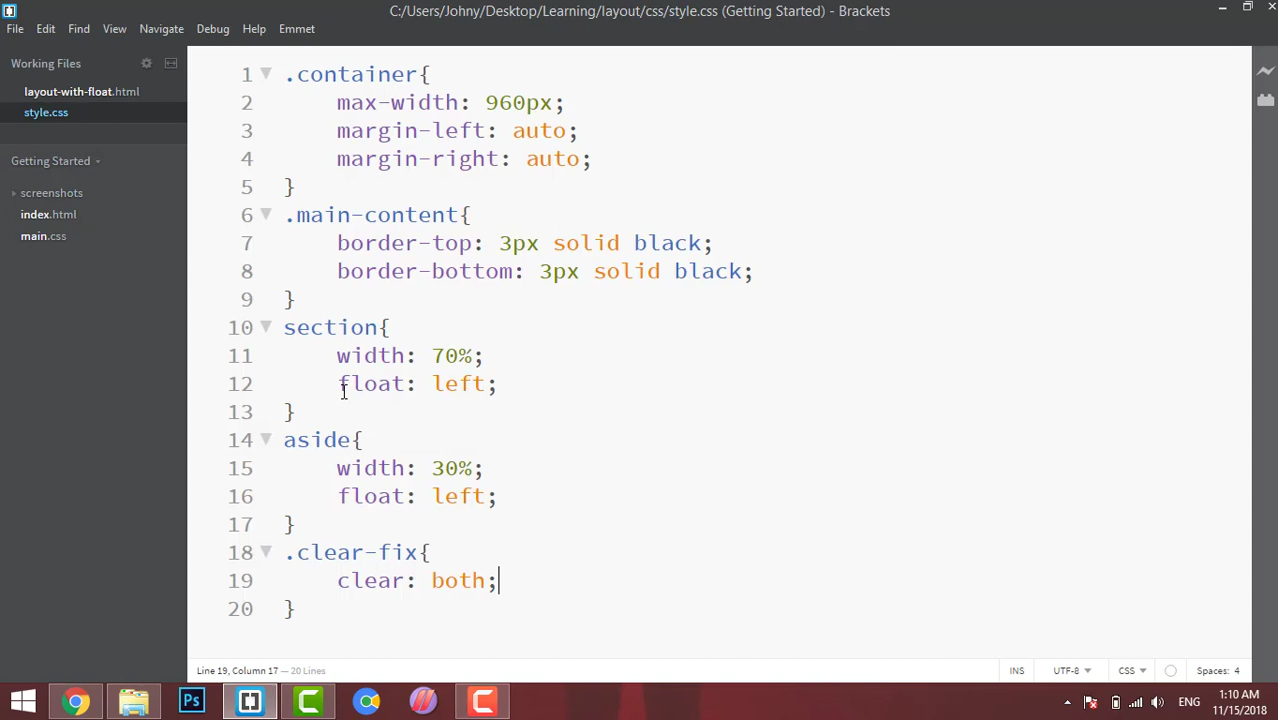 C:/Users/Johny/Desktop/Learning/layout/css/style.css (Getting Started) - Brackets
File Edit Find View Navigate Debug Help Emmet
Working Files
layout-with-float.html
style.css
Getting Started
screenshots
index.html
main.css
1 .container{
2 max-width: 960px;
3 margin-left: auto;
4 margin-right: auto;
5 }
6 .main-content{
7 border-top: 3px solid black;
8 border-bottom: 3px solid black;
9 }
10 section{
11 width: 70%;
12 float: left;
13 }
14 aside{
15 width: 30%;
16 float: left;
17 }
18 .clear-fix{
19 clear: both;
20 }
Line 19, Column 17 — 20 Lines
INS UTF-8 CSS Spaces: 4
Ps
ENG
1:10 AM
11/15/2018